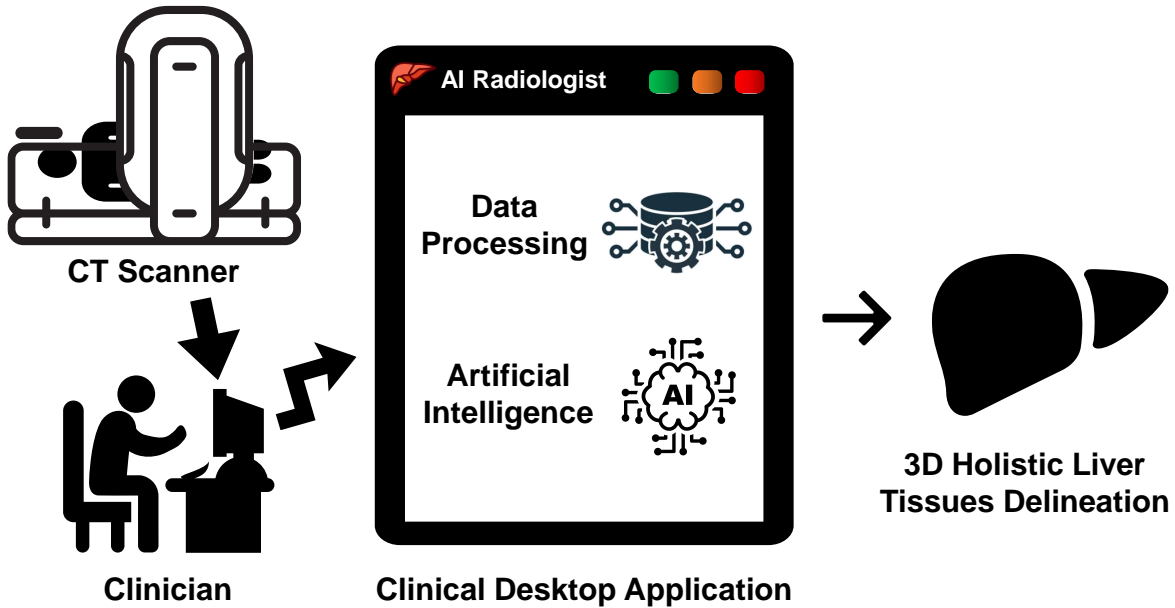 CT Scanner
Clinician
AI Radiologist
Data
Processing
Artificial
Intelligence
AI
Clinical Desktop Application
3D Holistic Liver
Tissues Delineation